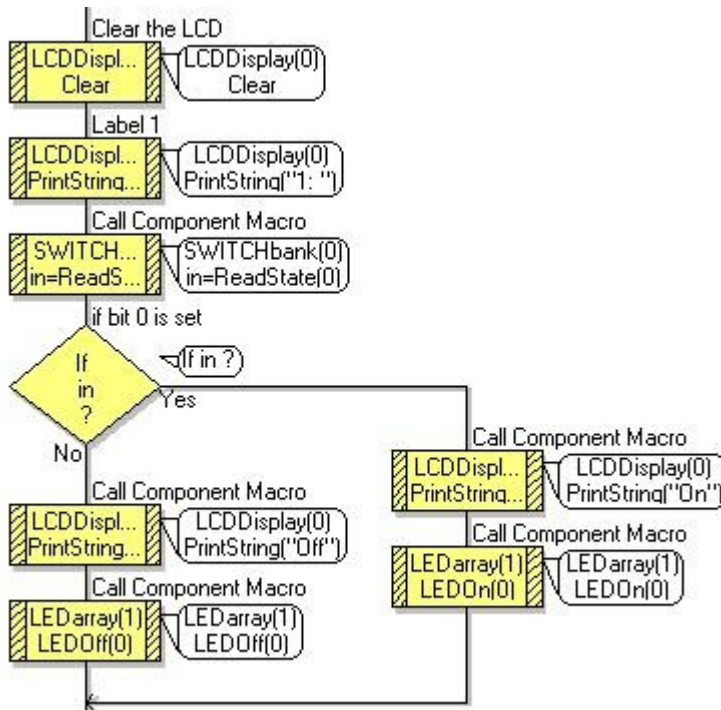 Clear the LCD
LCDDispl...
Clear
LCDDisplay(0)
Clear
Label 1
LCDDispl...
PrintString...
LCDDisplay(0)
PrintString("1: ")
Call Component Macro
SWITCH...
in=ReadS...
SWITCHbank(0)
in=ReadState(0)
if bit 0 is set
If
in
?
If in ?
Yes
No
Call Component Macro
LCDDispl...
PrintString...
LCDDisplay(0)
PrintString("On")
Call Component Macro
LEDarray(1)
LEDOn(0)
LEDarray(1)
LEDOn(0)
Call Component Macro
LCDDispl...
PrintString...
LCDDisplay(0)
PrintString("Off")
Call Component Macro
LEDarray(1)
LEDOff(0)
LEDarray(1)
LEDOff(0)